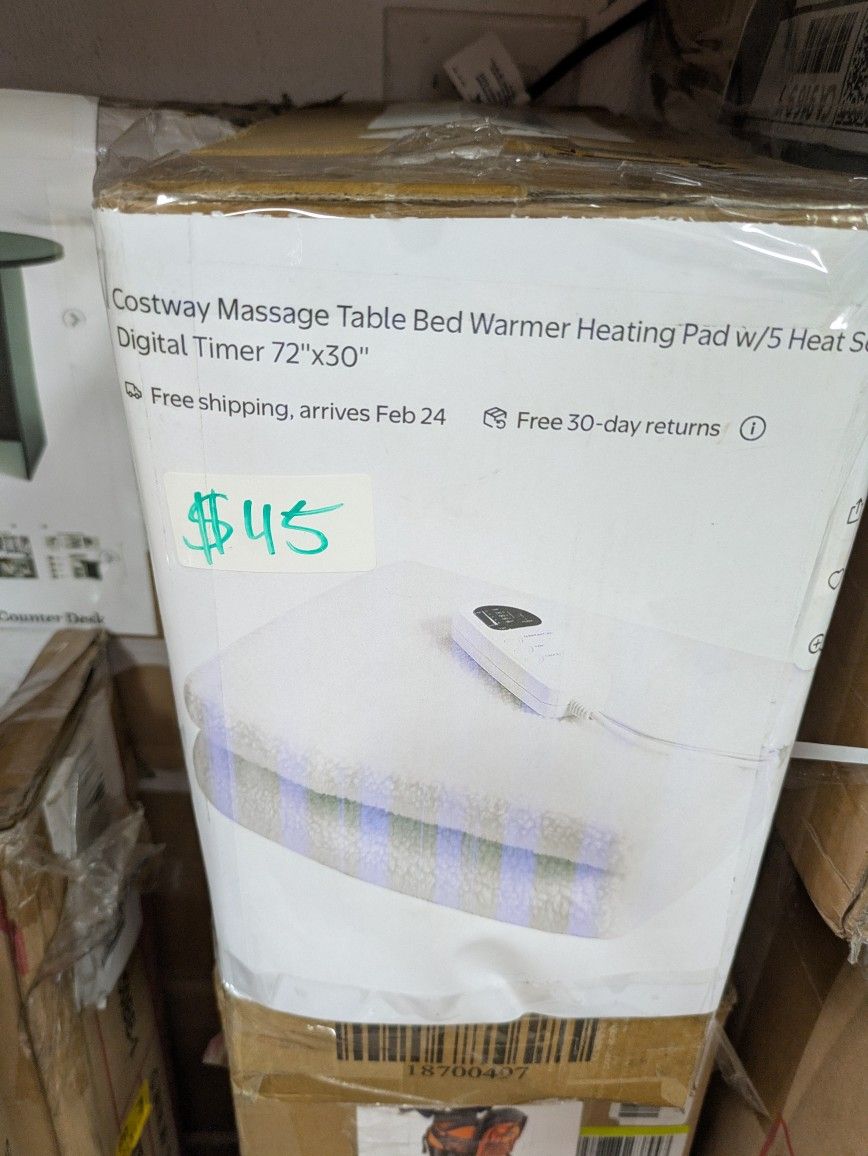 Costway Massage Table Bed Warmer Heating Pad w/5 Heat
Digital Timer 72"x30"
Free shipping, arrives Feb 24
Free 30-day returns
$45
Counter Desk
18700497